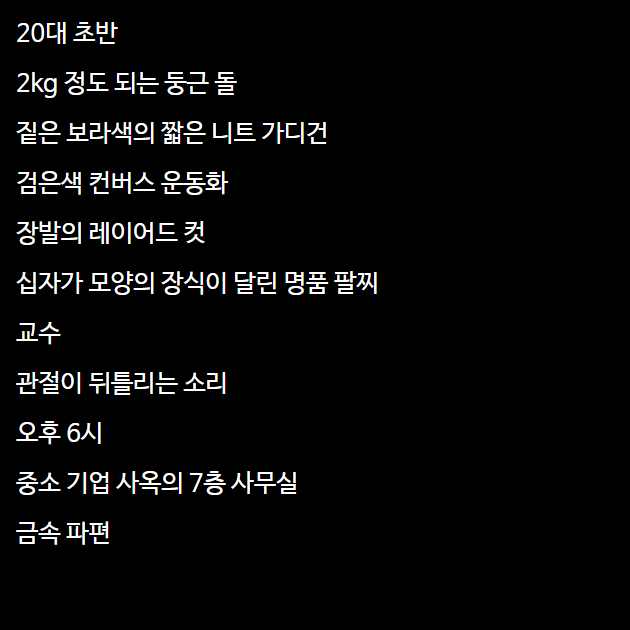 20대 초반
2kg 정도 되는 둥근 돌
짙은 보라색의 짧은 니트 가디건
검은색 컨버스 운동화
장발의 레이어드 컷
십자가 모양의 장식이 달린 명품 팔찌
교수
관절이 뒤틀리는 소리
오후 6시
중소 기업 사옥의 7층 사무실
금속 파편